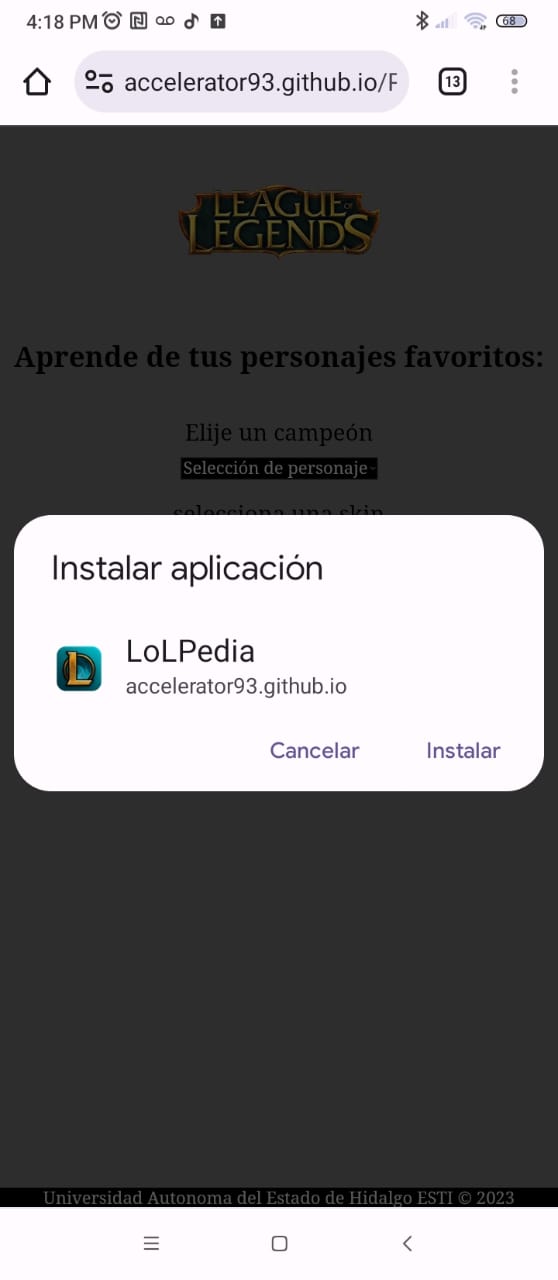 4:18 PM
68
accelerator93.github.io/F
13
LEAGUE OF
LEGENDS
Aprende de tus personajes favoritos:
Elije un campeón
Selección de personaje
selecciona una skin
Instalar aplicación
LoLPedia
accelerator93.github.io
Cancelar
Instalar
Universidad Autonoma del Estado de Hidalgo ESTI © 2023